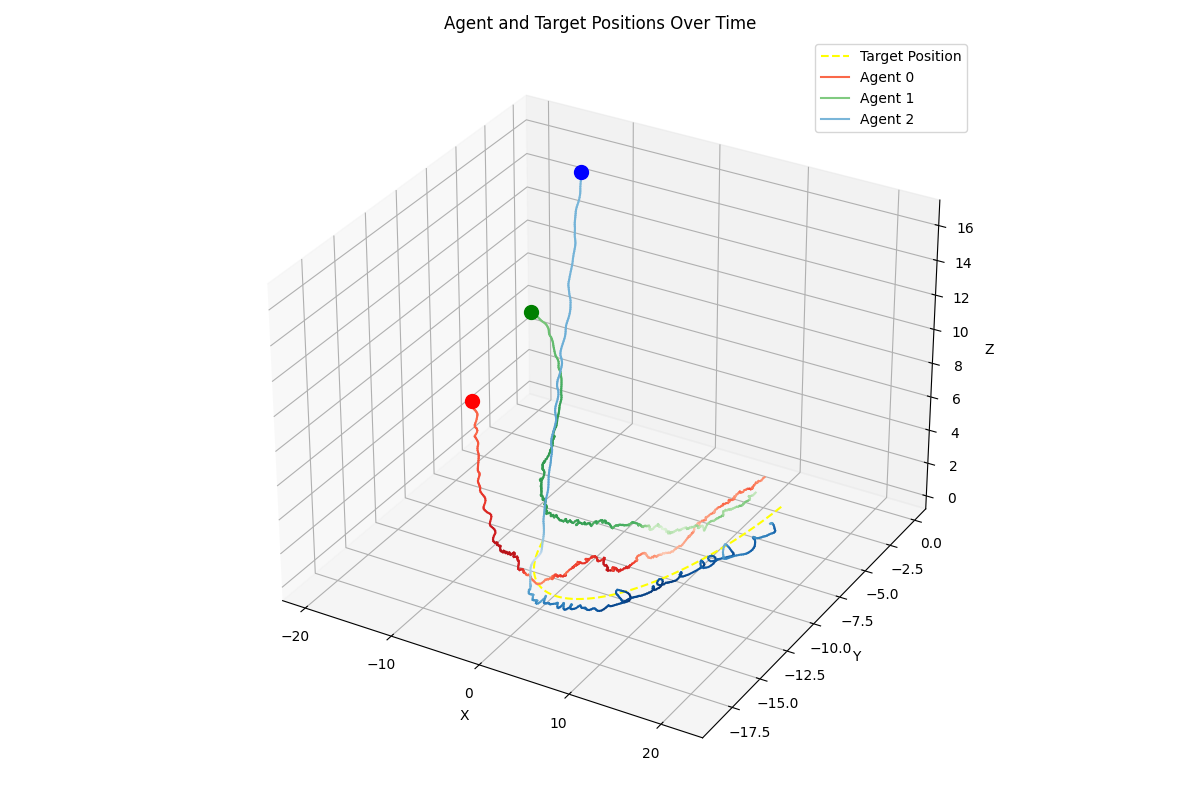 Agent and Target Positions Over Time
Target Position
Agent 0
Agent 1
Agent 2
16
14
12
10
8
6
4
2
0
Z
0.0
−2.5
−5.0
−7.5
−10.0
−12.5
−15.0
−17.5
Y
−20
−10
0
10
20
X